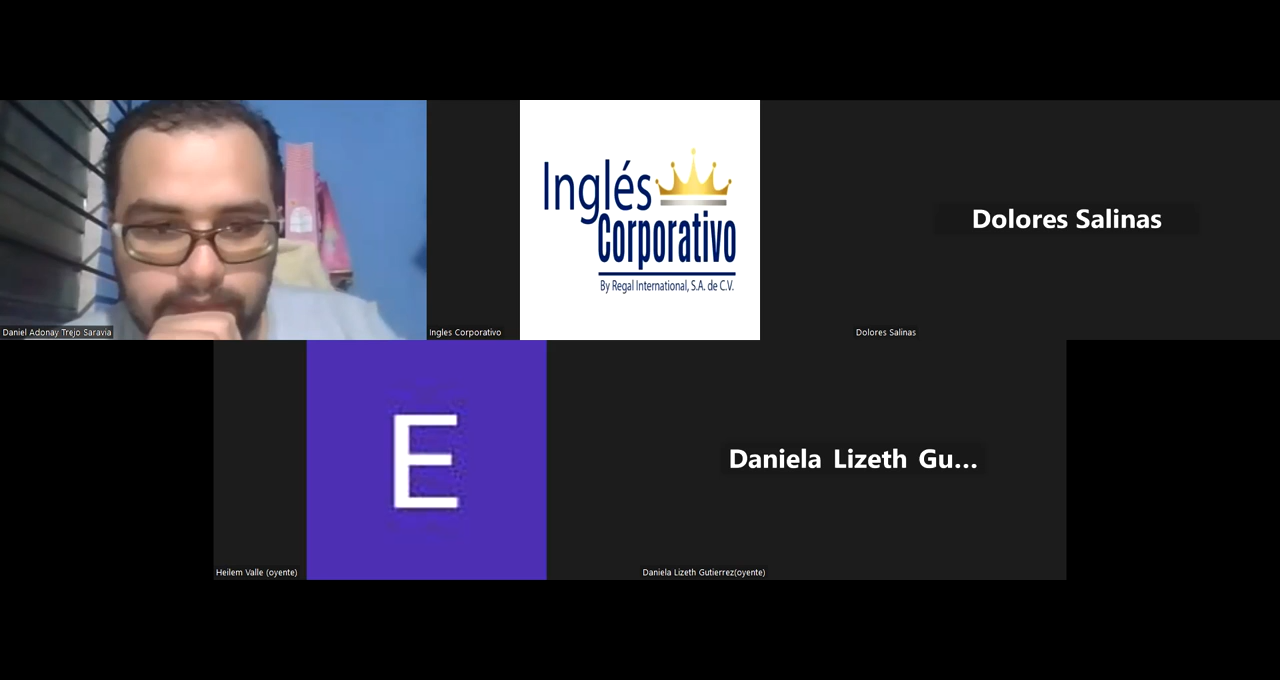 Daniel Adonay Trejo Saravia
Inglés
Corporativo
By Regal International, S.A. de C.V.
Ingles Corporativo
Dolores Salinas
Dolores Salinas
E
Heilem Valle (oyente)
Daniela Lizeth Gu...
Daniela Lizeth Gutierrez(oyente)